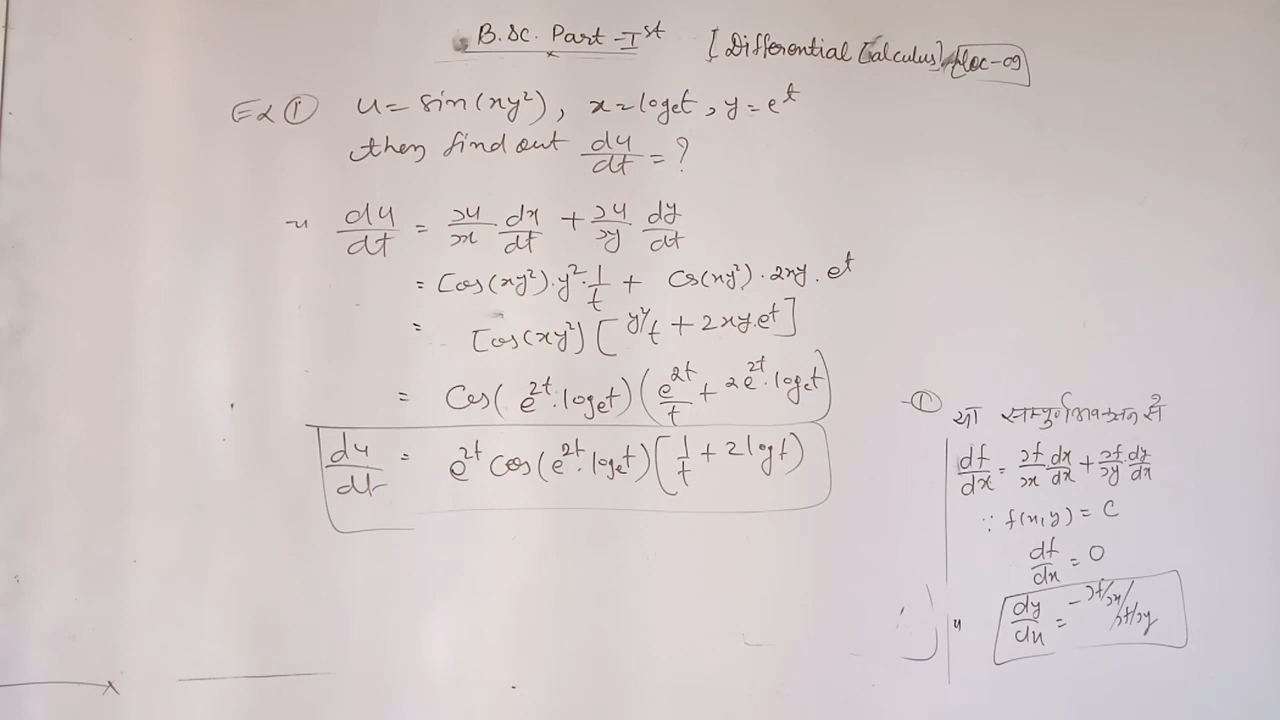 B.Sc. Part-Iˢᵗ [Differential Calculus] Lec-09
Ex ① u = sin(xy²), x = logₑt, y = eᵗ
then find out du/dt = ?
du/dt = ∂u/∂x dx/dt + ∂u/∂y dy/dt
= Cos(xy²)·y²·1/t + Cs(xy²)·2xy·eᵗ
= Cos(xy²)[y²/t + 2xy·eᵗ]
= Cos(e²ᵗ·logₑt)(e²ᵗ/t + 2e²ᵗ·logₑt)
du/dt = e²ᵗ Cos(e²ᵗ·logₑt)[1/t + 2logt)
①
या सम्पूर्ण से
df/dx = ∂f/∂x·dx/dx + ∂f/∂y·dy/dx
∵ f(x,y) = C
df/dx = 0
dy/dx = -∂f/∂x/∂f/∂y